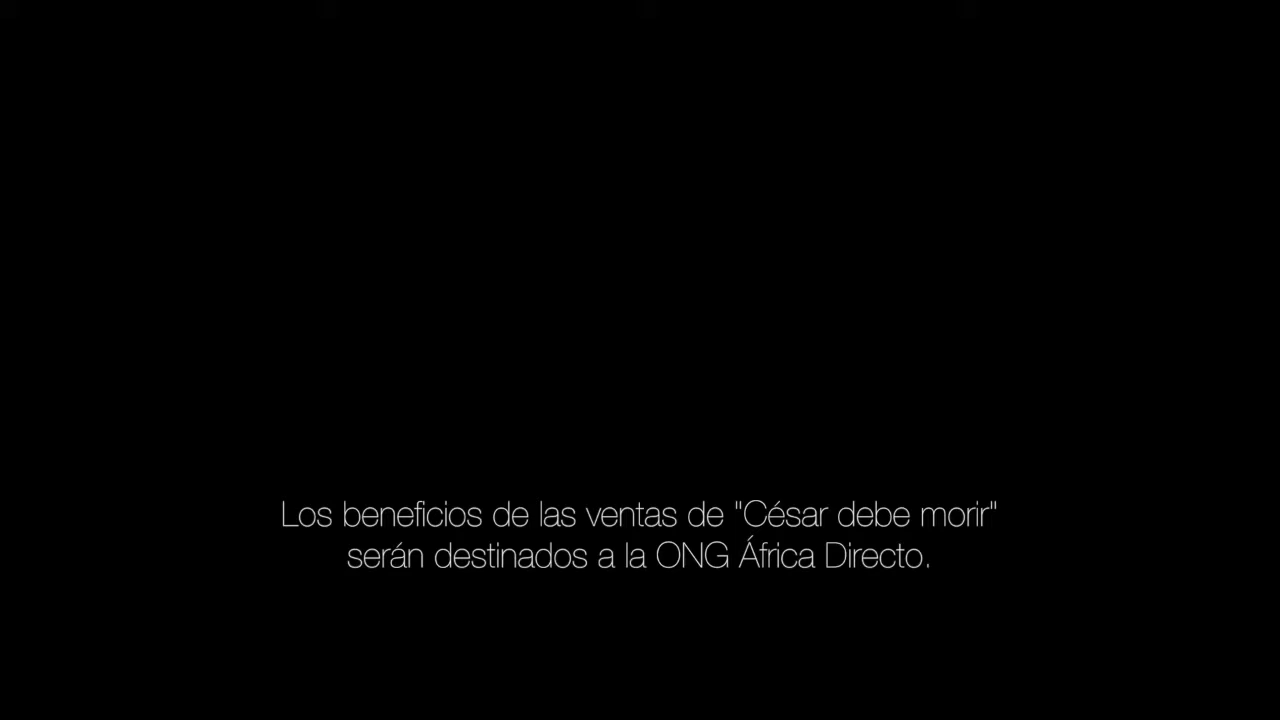 Los beneficios de las ventas de "César debe morir"
serán destinados a la ONG África Directo.